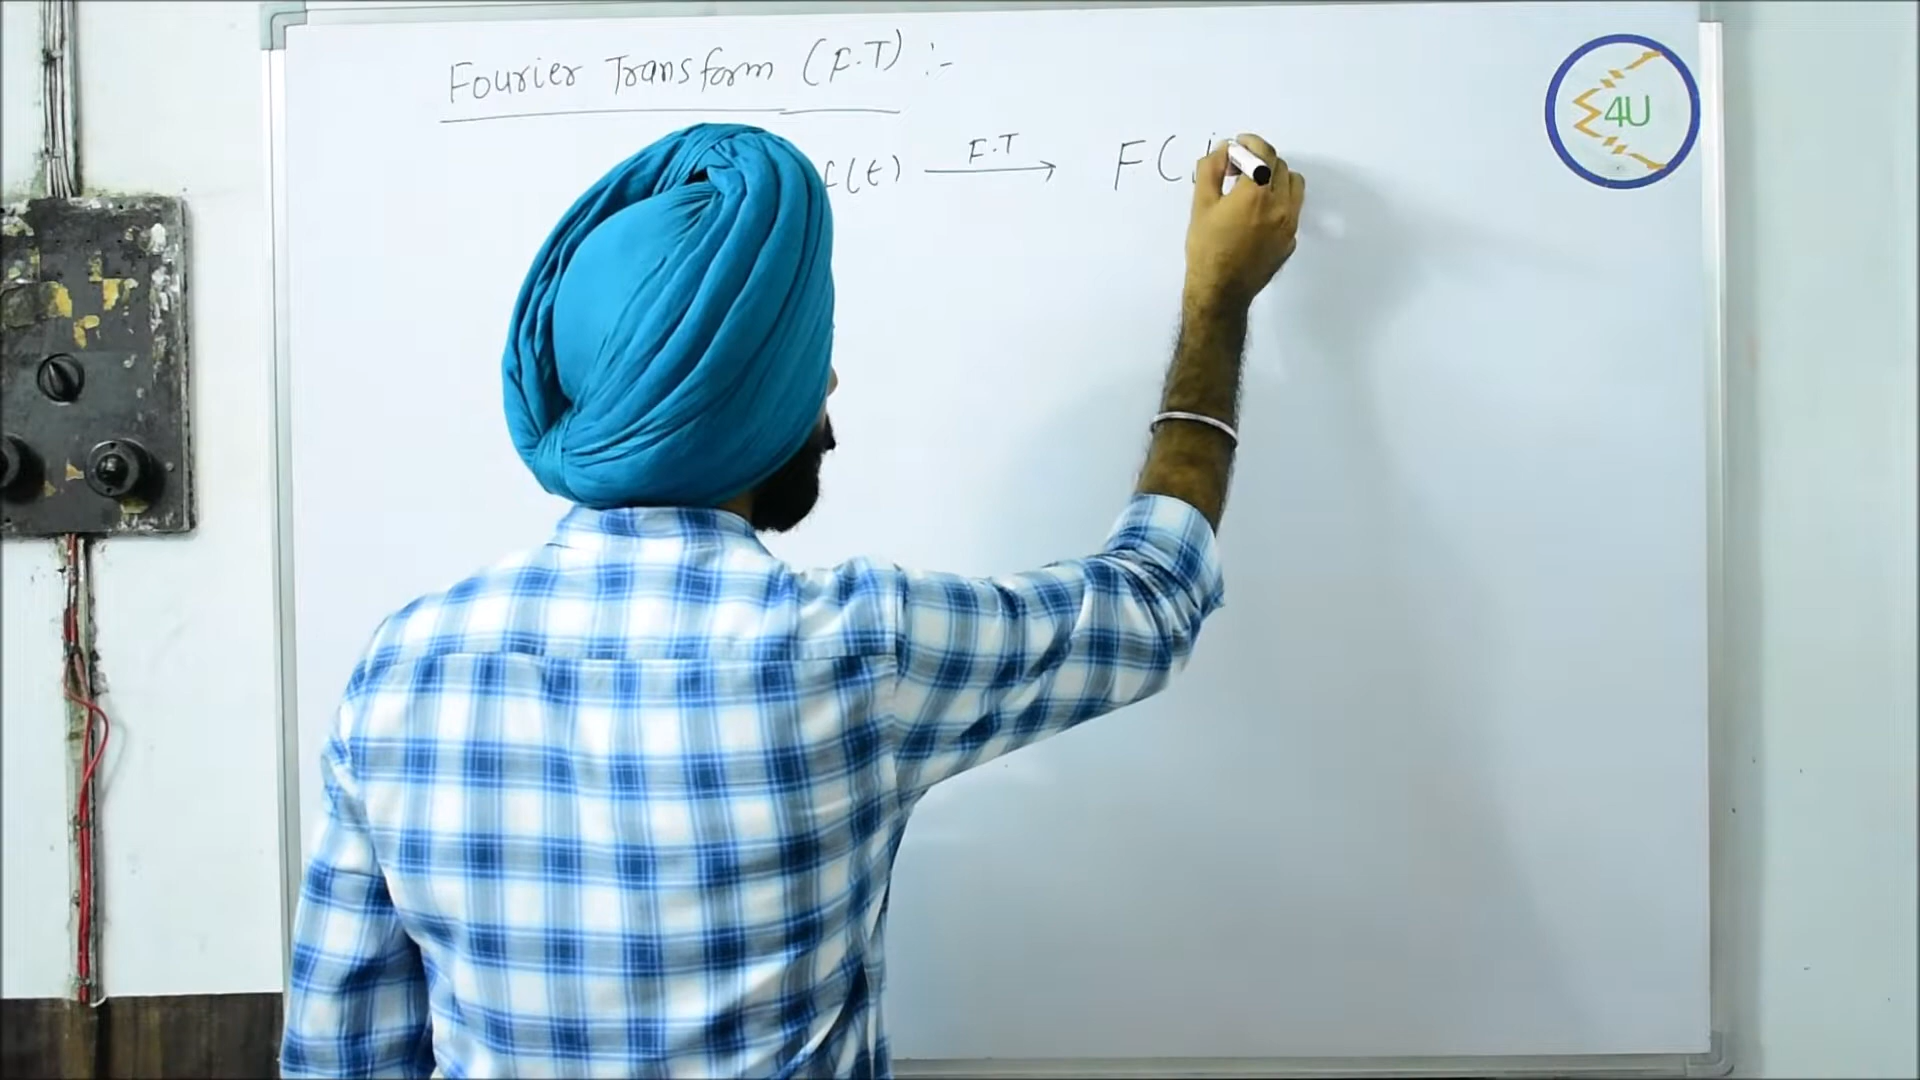 Fourier Transform (F.T) :-
f(t) F.T → F(j
4U